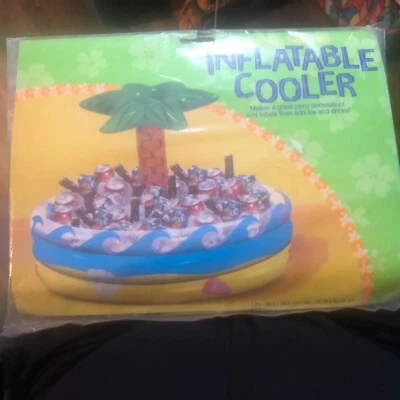 INFLATABLE
COOLER
Makes a great party decoration!
Just inflate then add ice and drinks!